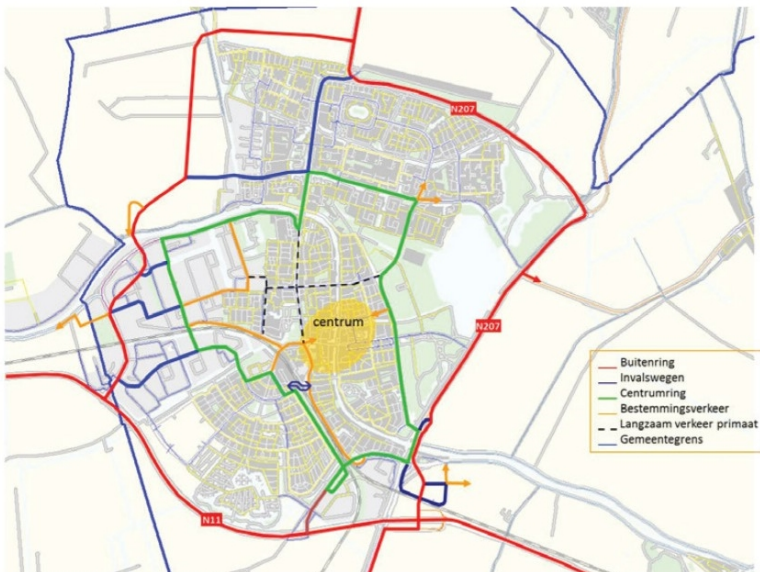 N207
centrum
N207
Buitenring
Invalswegen
Centrumring
Bestemmingsverkeer
Langzaam verkeer primaat
Gemeentegrens
N11